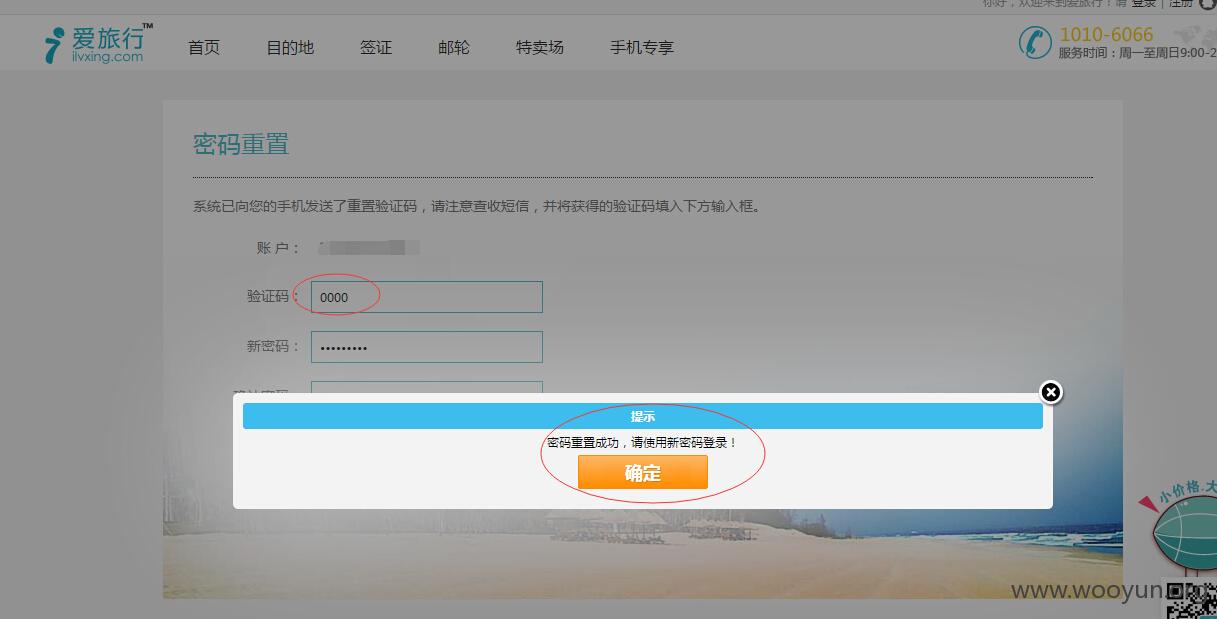 你好，欢迎来到爱旅行！请 登录 | 注册
爱旅行™
ilvxing.com
首页 目的地 签证 邮轮 特卖场 手机专享
1010-6066
服务时间：周一至周日9:00-2
密码重置
系统已向您的手机发送了重置验证码，请注意查收短信，并将获得的验证码填入下方输入框。
账 户：
验证码：
0000
新密码：
•••••••••
提示
密码重置成功，请使用新密码登录！
确定
小价格.大
www.wooyun.org